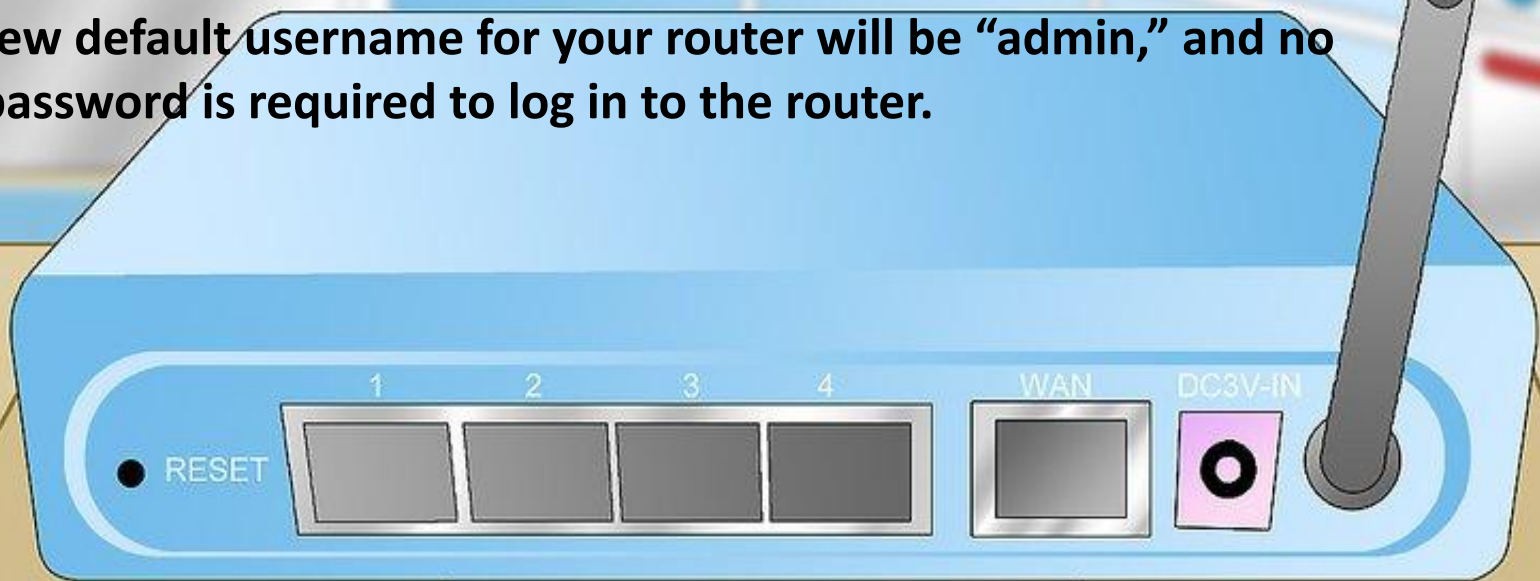 ew default username for your router will be “admin,” and no
password is required to log in to the router.
1 2 3 4 WAN DC3V-IN
RESET